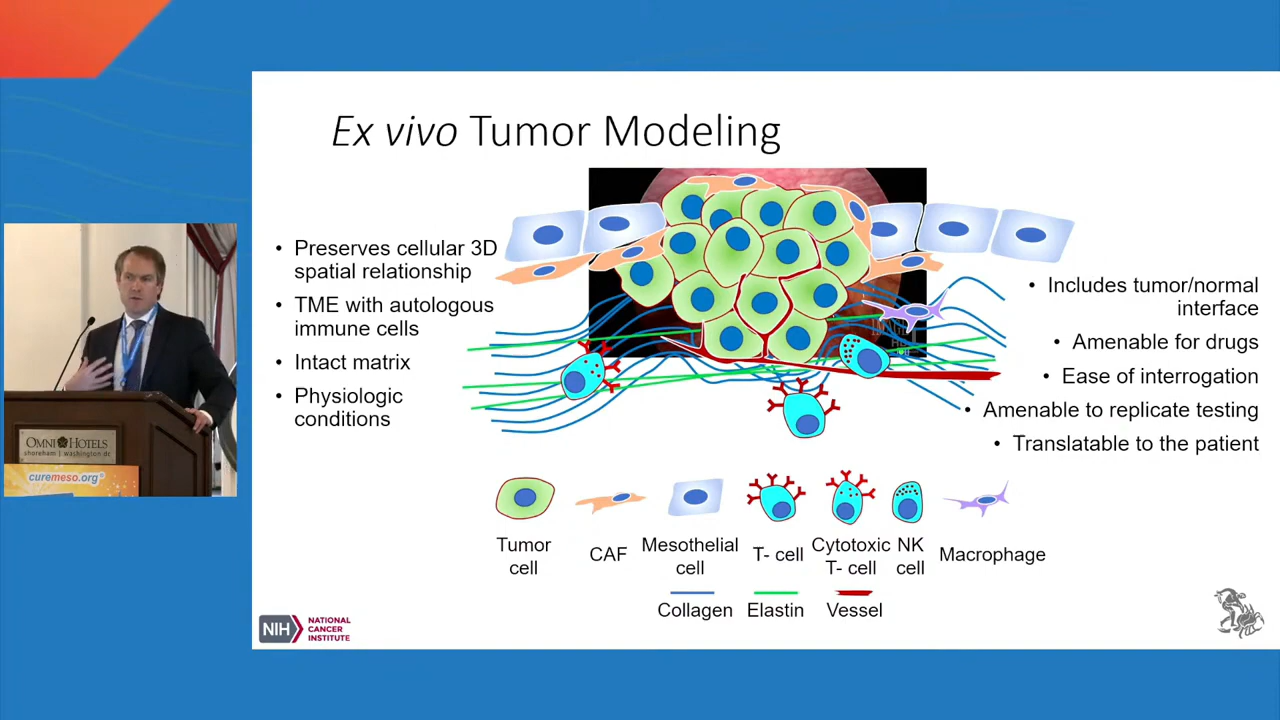 Ex vivo Tumor Modeling
• Preserves cellular 3D
spatial relationship
• TME with autologous
immune cells
• Intact matrix
• Physiologic
conditions
• Includes tumor/normal
interface
• Amenable for drugs
• Ease of interrogation
• Amenable to replicate testing
• Translatable to the patient
Tumor
cell
CAF
Mesothelial
cell
T- cell
Cytotoxic
T- cell
NK
cell
Macrophage
Collagen
Elastin
Vessel
NIH
NATIONAL
CANCER
INSTITUTE
OMNI HOTELS
shoreham | washington dc
curemeso.org®